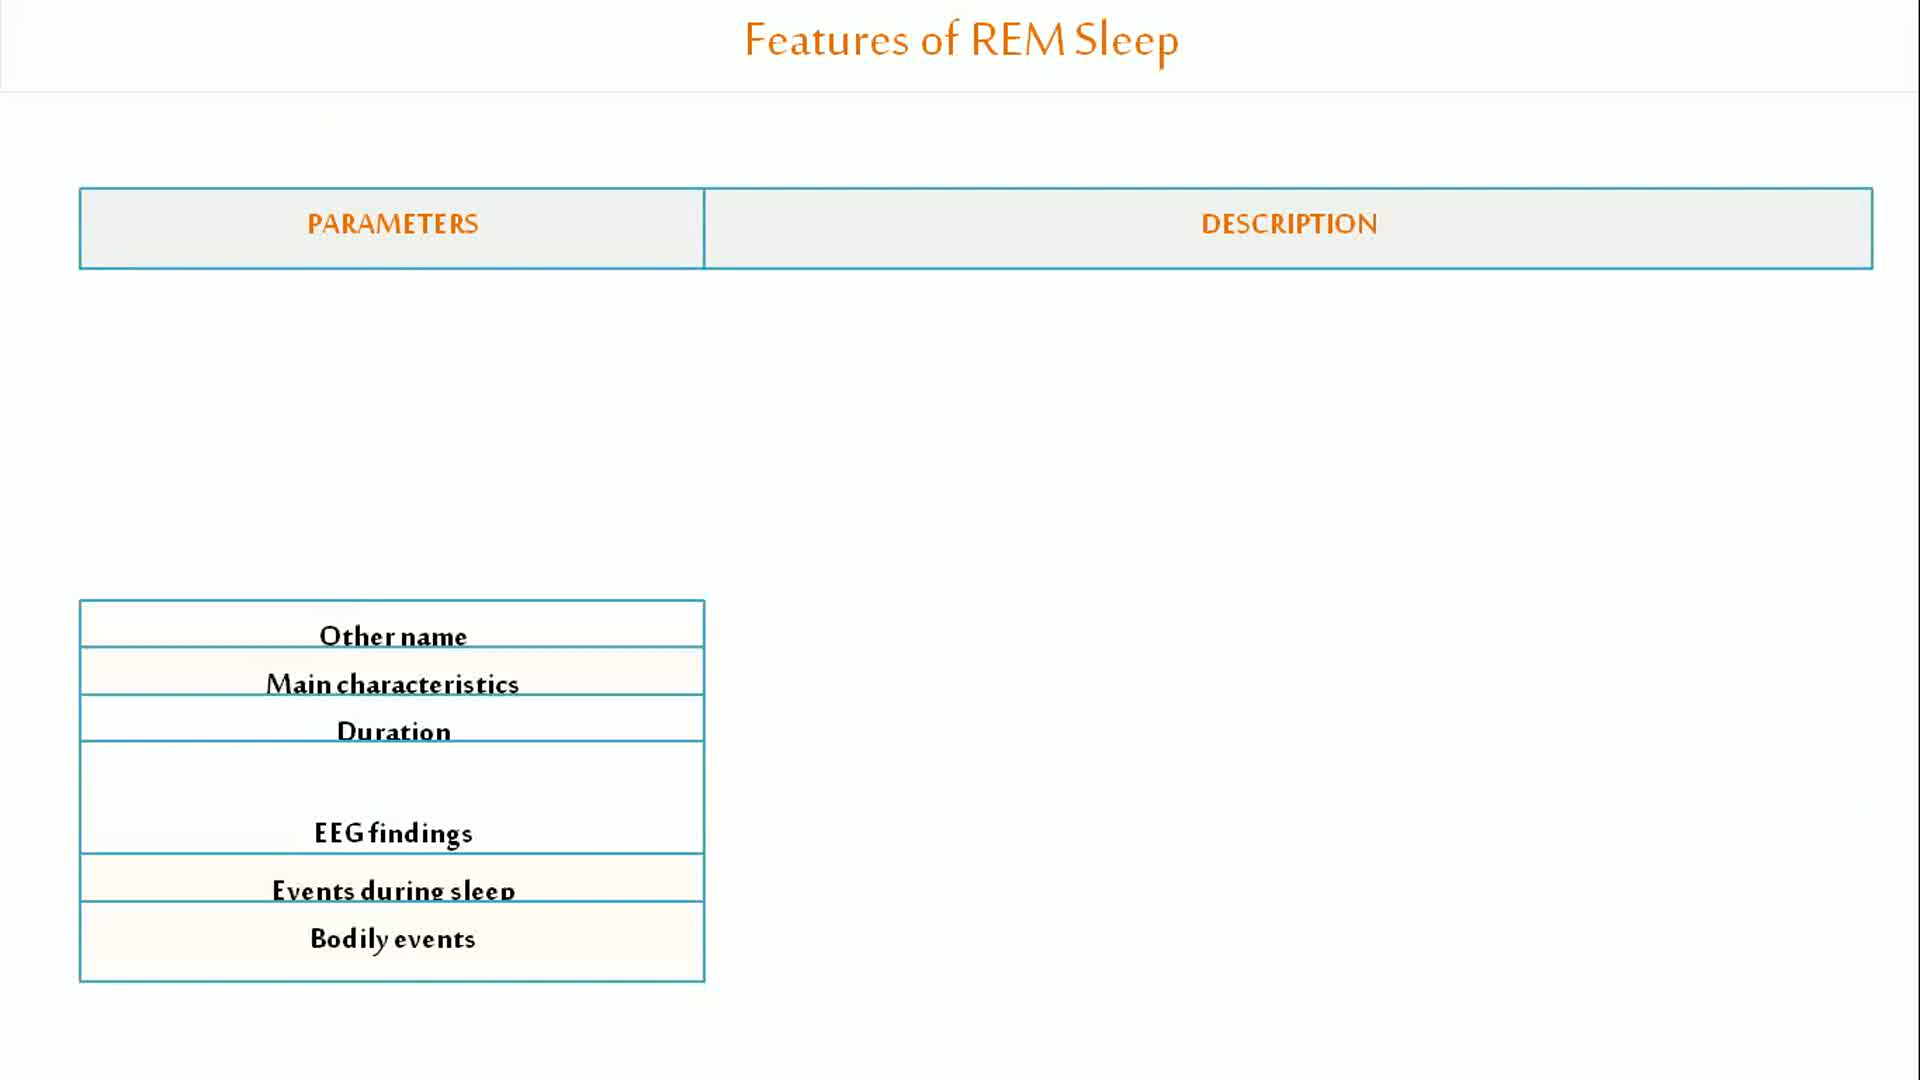 Features of REM Sleep
PARAMETERS
DESCRIPTION
Other name
Main characteristics
Duration
EEG findings
Events during sleep
Bodily events